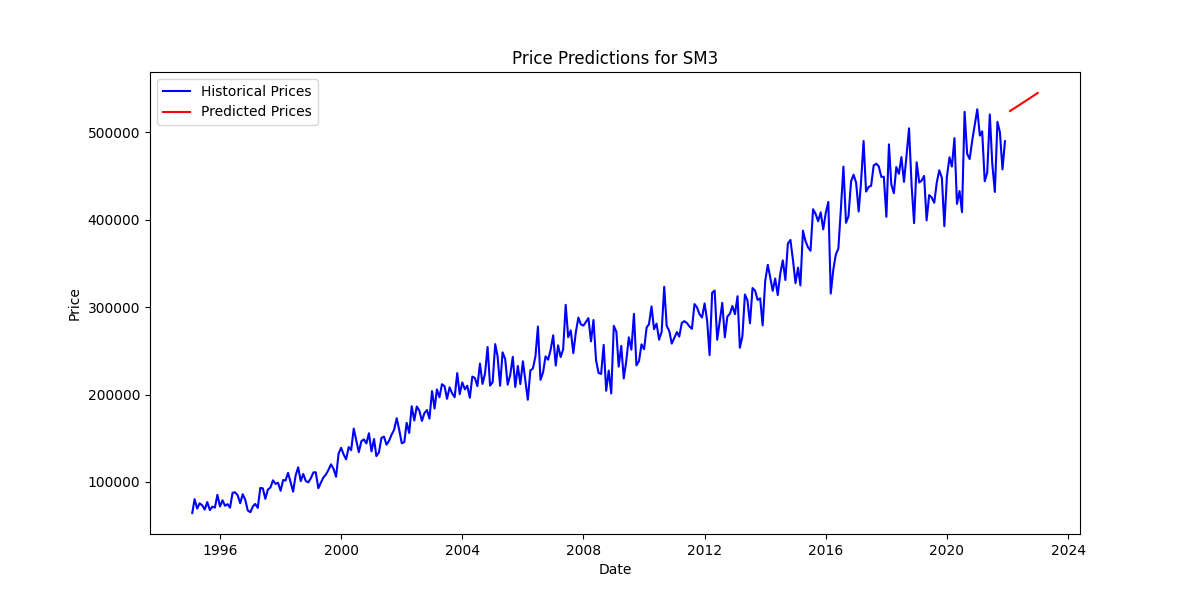 Price Predictions for SM3
Historical Prices
Predicted Prices
500000
400000
300000
200000
100000
Price
1996 2000 2004 2008 2012 2016 2020 2024
Date